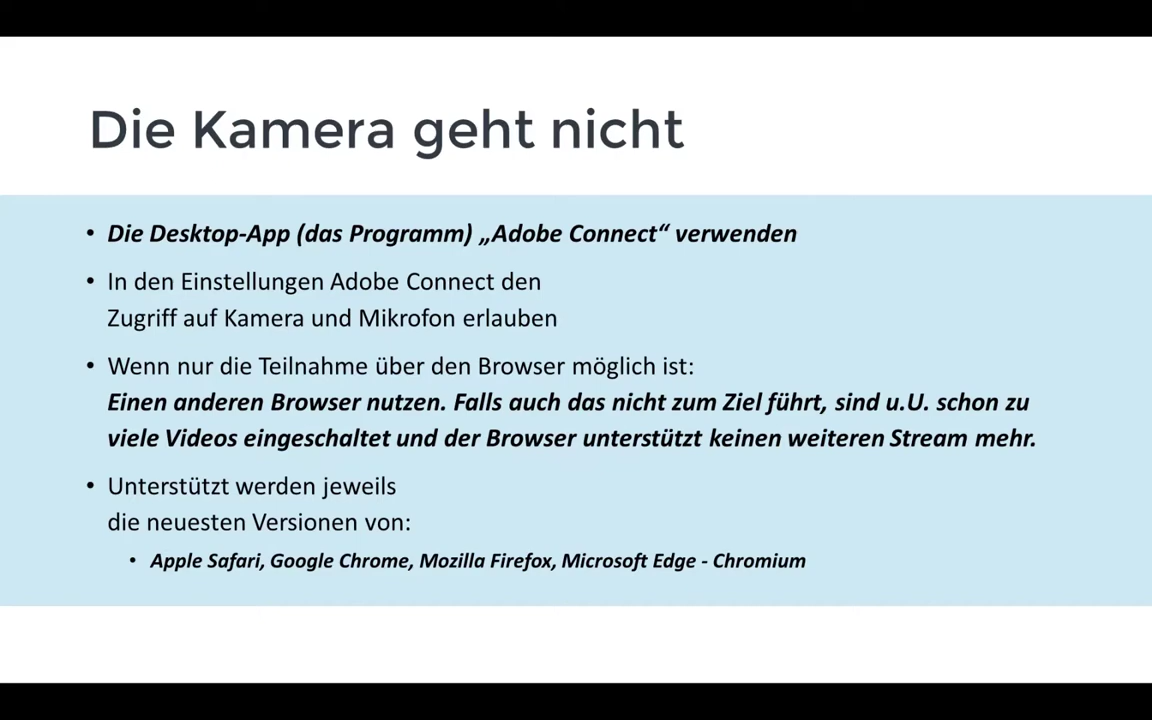 Die Kamera geht nicht
• Die Desktop-App (das Programm) „Adobe Connect“ verwenden
• In den Einstellungen Adobe Connect den
Zugriff auf Kamera und Mikrofon erlauben
• Wenn nur die Teilnahme über den Browser möglich ist:
Einen anderen Browser nutzen. Falls auch das nicht zum Ziel führt, sind u.U. schon zu
viele Videos eingeschaltet und der Browser unterstützt keinen weiteren Stream mehr.
• Unterstützt werden jeweils
die neuesten Versionen von:
• Apple Safari, Google Chrome, Mozilla Firefox, Microsoft Edge - Chromium